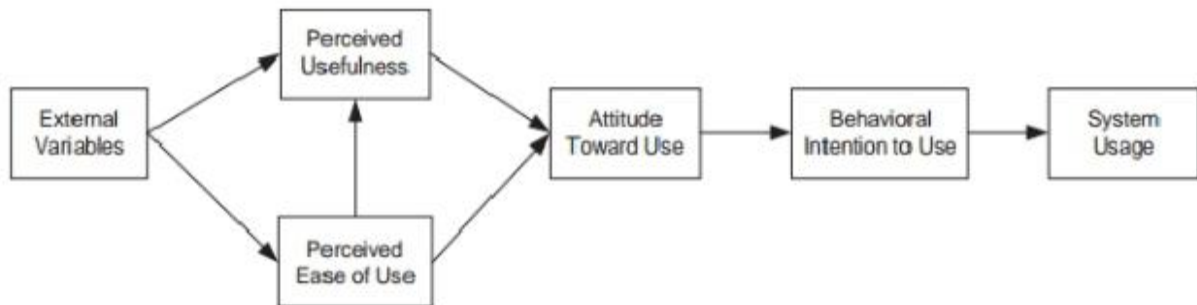 Perceived
Usefulness
External
Variables
Attitude
Toward Use
Behavioral
Intention to Use
System
Usage
Perceived
Ease of Use